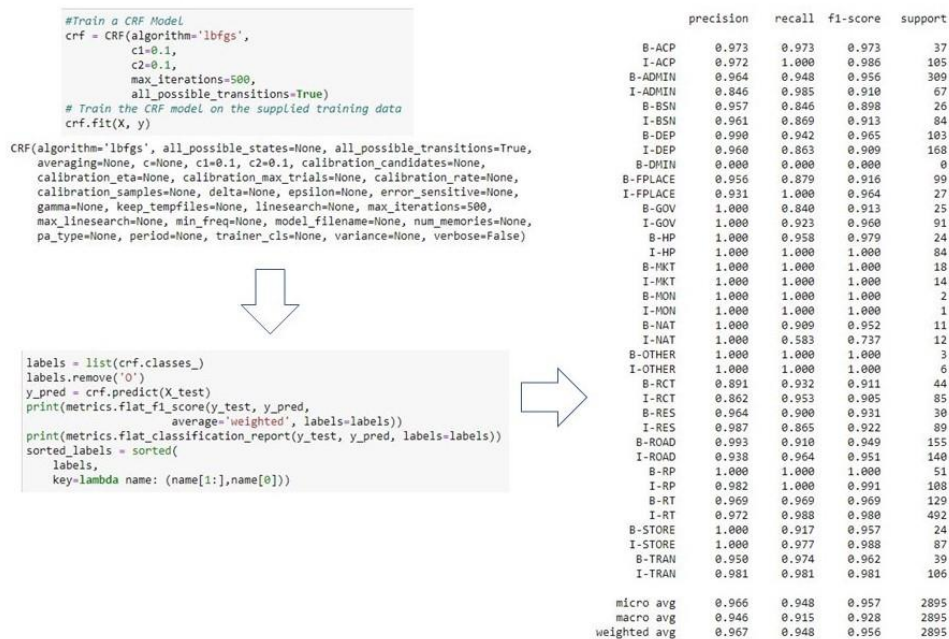 #Train a CRF Model
crf = CRF(algorithm='lbfgs',
c1=0.1,
c2=0.1,
max_iterations=500,
all_possible_transitions=True)
# Train the CRF model on the supplied training data
crf.fit(X, y)
CRF(algorithm='lbfgs', all_possible_states=None, all_possible_transitions=True,
averaging=None, c=None, c1=0.1, c2=0.1, calibration_candidates=None,
calibration_eta=None, calibration_max_trials=None, calibration_rate=None,
calibration_samples=None, delta=None, epsilon=None, error_sensitive=None,
gamma=None, keep_tempfiles=None, linesearch=None, max_iterations=500,
max_linesearch=None, min_freq=None, model_filename=None, num_memories=None,
pa_type=None, period=None, trainer_cls=None, variance=None, verbose=False)
labels = list(crf.classes_)
labels.remove('O')
y_pred = crf.predict(X_test)
print(metrics.flat_f1_score(y_test, y_pred,
average='weighted', labels=labels))
print(metrics.flat_classification_report(y_test, y_pred, labels=labels))
sorted_labels = sorted(
labels,
key=lambda name: (name[1:],name[0]))
precision recall f1-score support
B-ACP 0.973 0.973 0.973 37
I-ACP 0.972 1.000 0.986 105
B-ADMIN 0.964 0.948 0.956 309
I-ADMIN 0.846 0.985 0.910 67
B-BSN 0.957 0.846 0.898 26
I-BSN 0.961 0.869 0.913 84
B-DEP 0.990 0.942 0.965 103
I-DEP 0.960 0.863 0.909 168
B-DMIN 0.000 0.000 0.000 0
B-FPLACE 0.956 0.879 0.916 99
I-FPLACE 0.931 1.000 0.964 27
B-GOV 1.000 0.840 0.913 25
I-GOV 1.000 0.923 0.960 91
B-HP 1.000 0.958 0.979 24
I-HP 1.000 1.000 1.000 84
B-MKT 1.000 1.000 1.000 18
I-MKT 1.000 1.000 1.000 14
B-MON 1.000 1.000 1.000 2
I-MON 1.000 1.000 1.000 1
B-NAT 1.000 0.909 0.952 11
I-NAT 1.000 0.583 0.737 12
B-OTHER 1.000 1.000 1.000 3
I-OTHER 1.000 1.000 1.000 6
B-RCT 0.891 0.932 0.911 44
I-RCT 0.862 0.953 0.905 85
B-RES 0.964 0.900 0.931 30
I-RES 0.987 0.865 0.922 89
B-ROAD 0.993 0.910 0.949 155
I-ROAD 0.938 0.964 0.951 140
B-RP 1.000 1.000 1.000 51
I-RP 0.982 1.000 0.991 108
B-RT 0.969 0.969 0.969 129
I-RT 0.972 0.988 0.980 492
B-STORE 1.000 0.917 0.957 24
I-STORE 1.000 0.977 0.988 87
B-TRAN 0.950 0.974 0.962 39
I-TRAN 0.981 0.981 0.981 106
micro avg 0.966 0.948 0.957 2895
macro avg 0.946 0.915 0.928 2895
weighted avg 0.967 0.948 0.956 2895